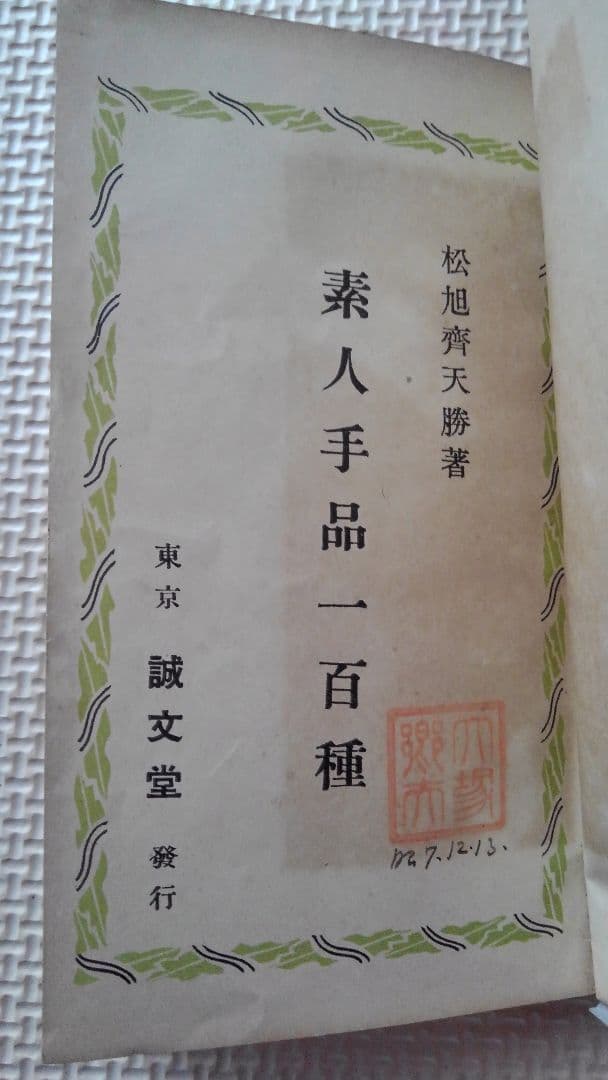 松旭齊天勝著
素人手品一百種
東京 誠文堂 發行
昭7.12.13.